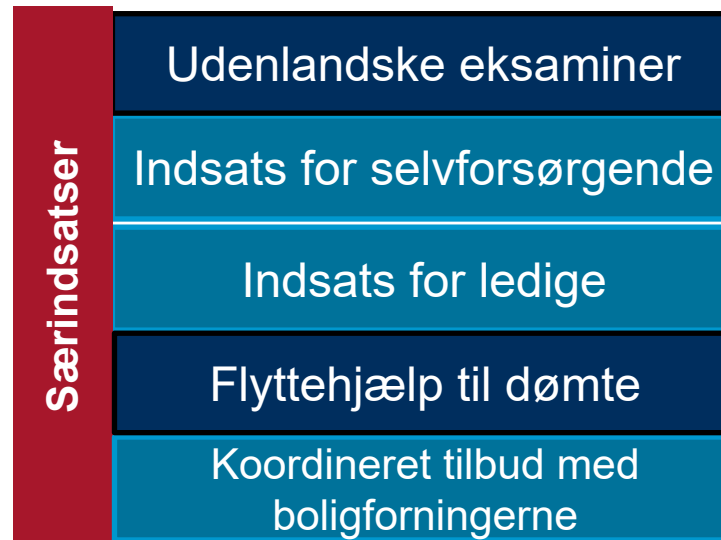 Særindsatser
Udenlandske eksaminer
Indsats for selvforsørgende
Indsats for ledige
Flyttehjælp til dømte
Koordineret tilbud med
boligforningerne